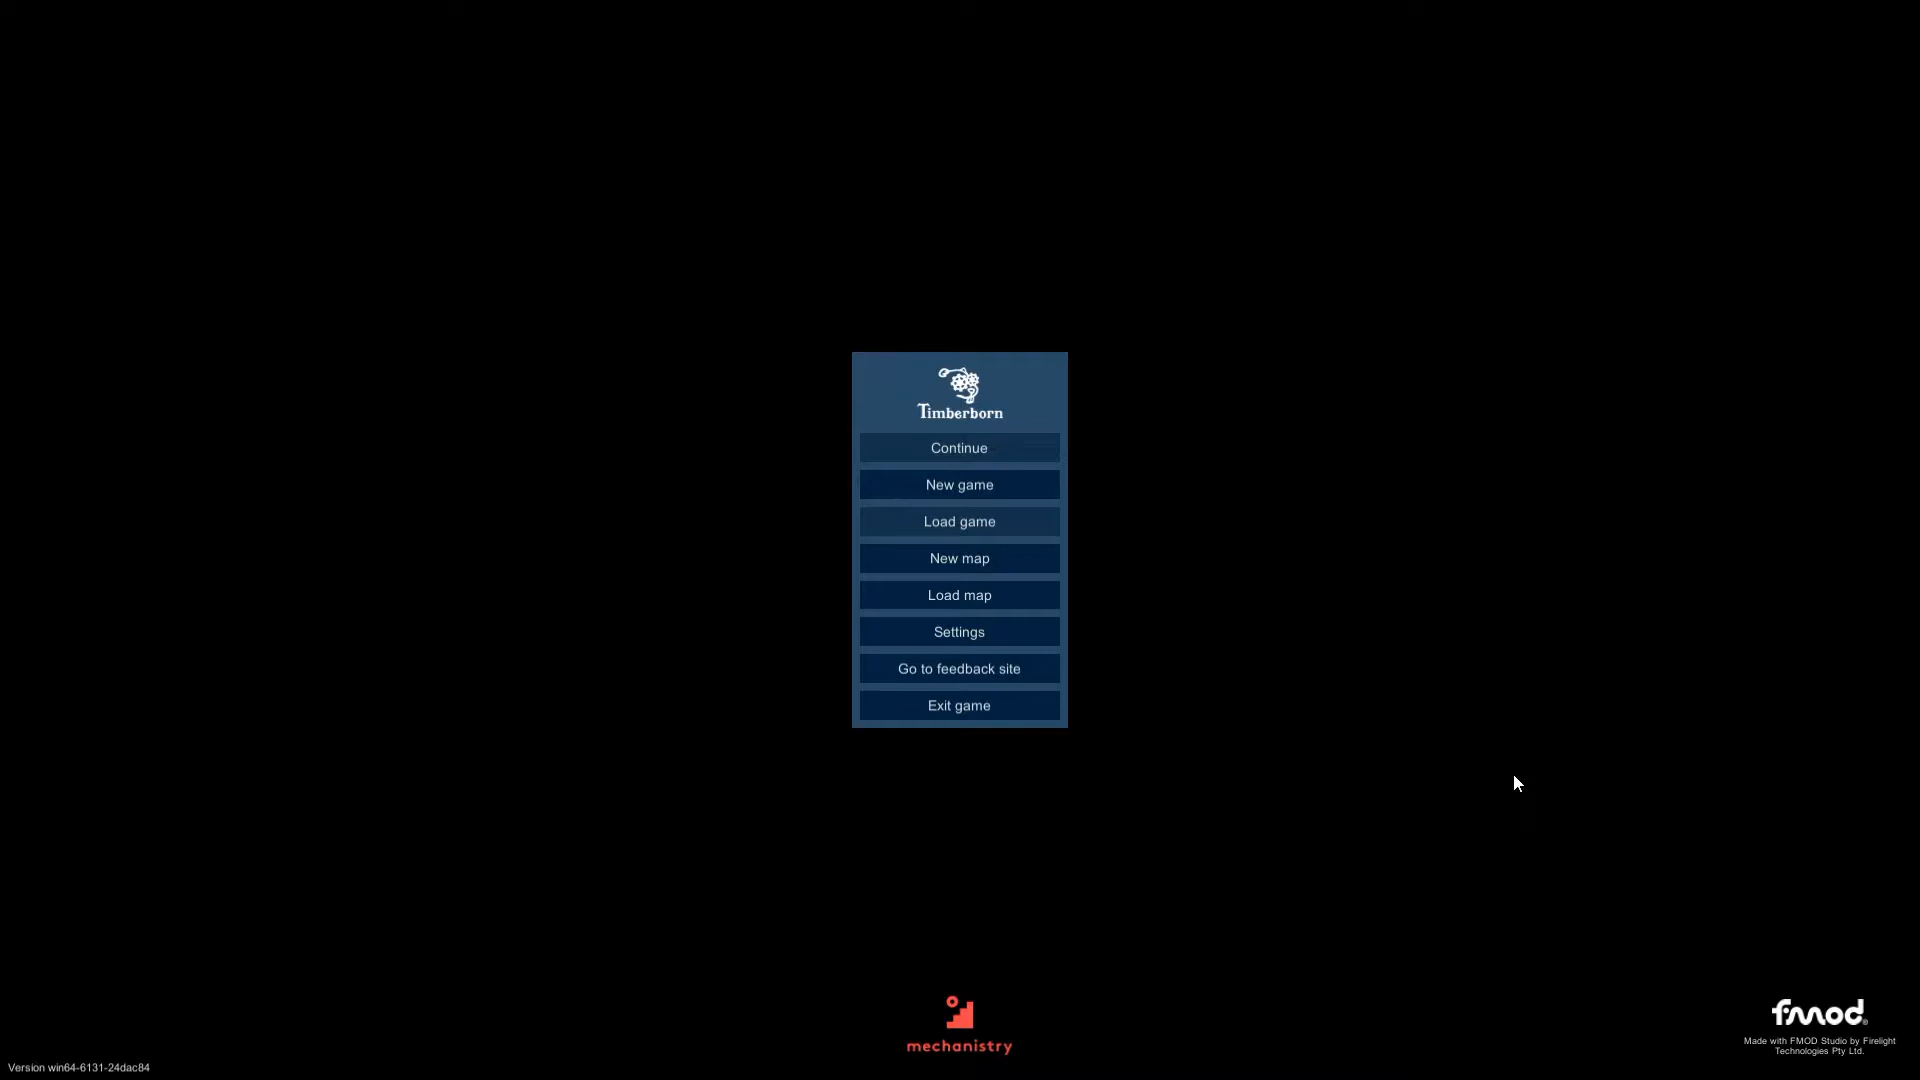 Timberborn
Continue
New game
Load game
New map
Load map
Settings
Go to feedback site
Exit game
mechanistry
fmod
Made with FMOD Studio by Firelight
Technologies Pty Ltd.
Version win64-6131-24dac84